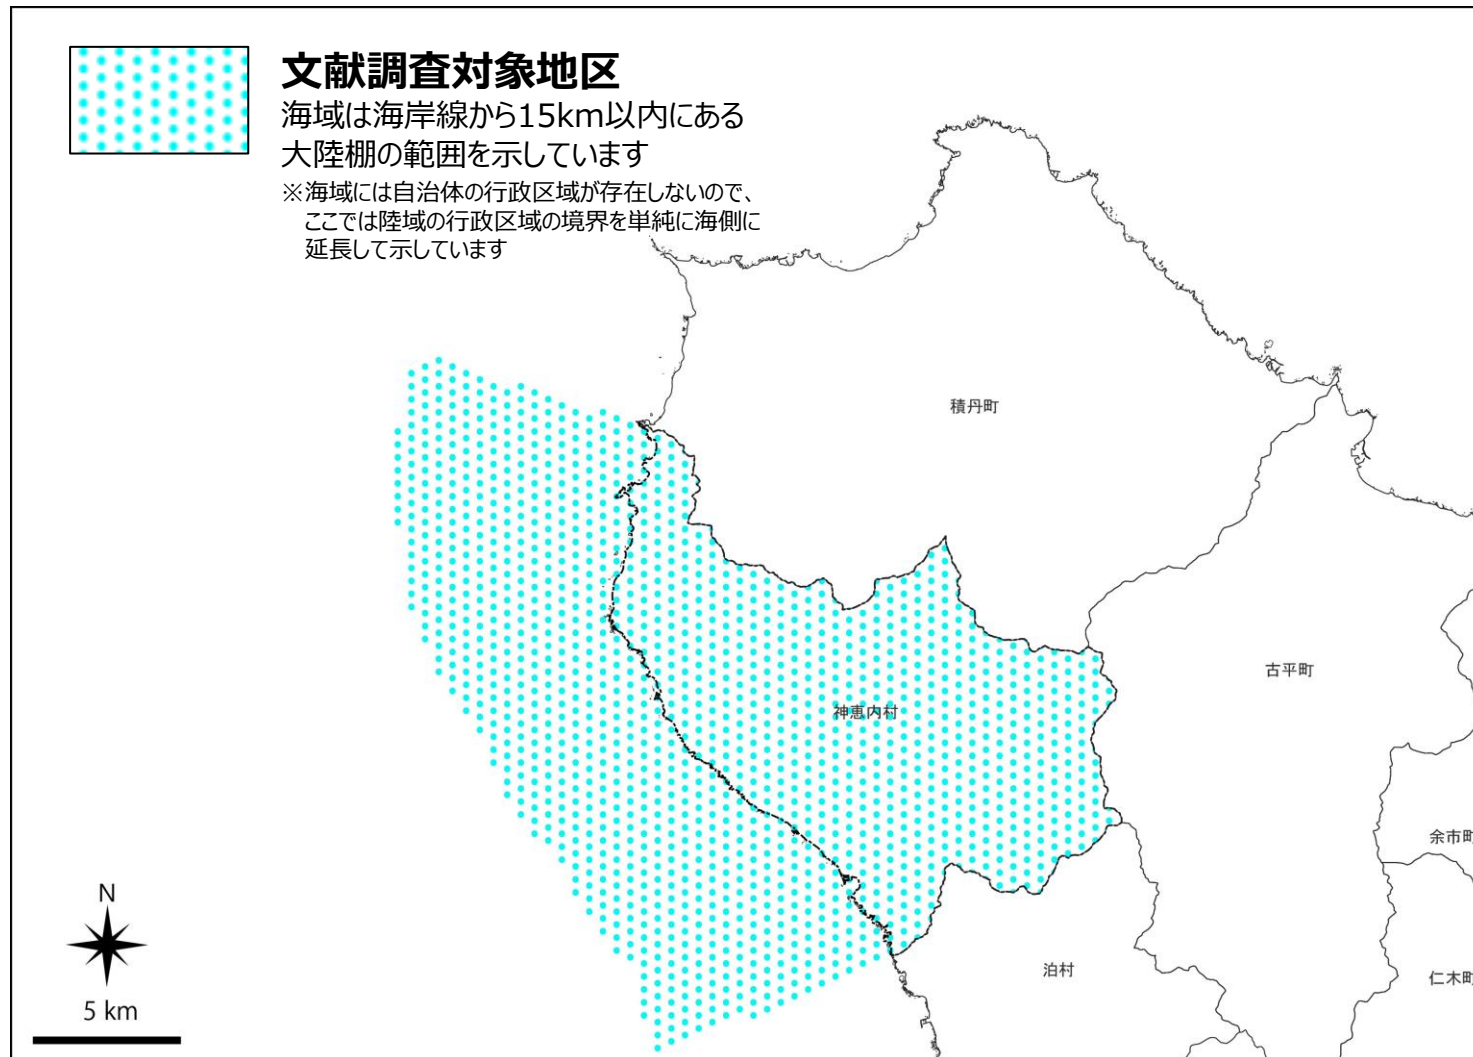 文献調査対象地区
海域は海岸線から15km以内にある
大陸棚の範囲を示しています
※海域には自治体の行政区域が存在しないので、
ここでは陸域の行政区域の境界を単純に海側に
延長して示しています
積丹町
古平町
神恵内村
余市町
泊村
仁木町
N
5 km